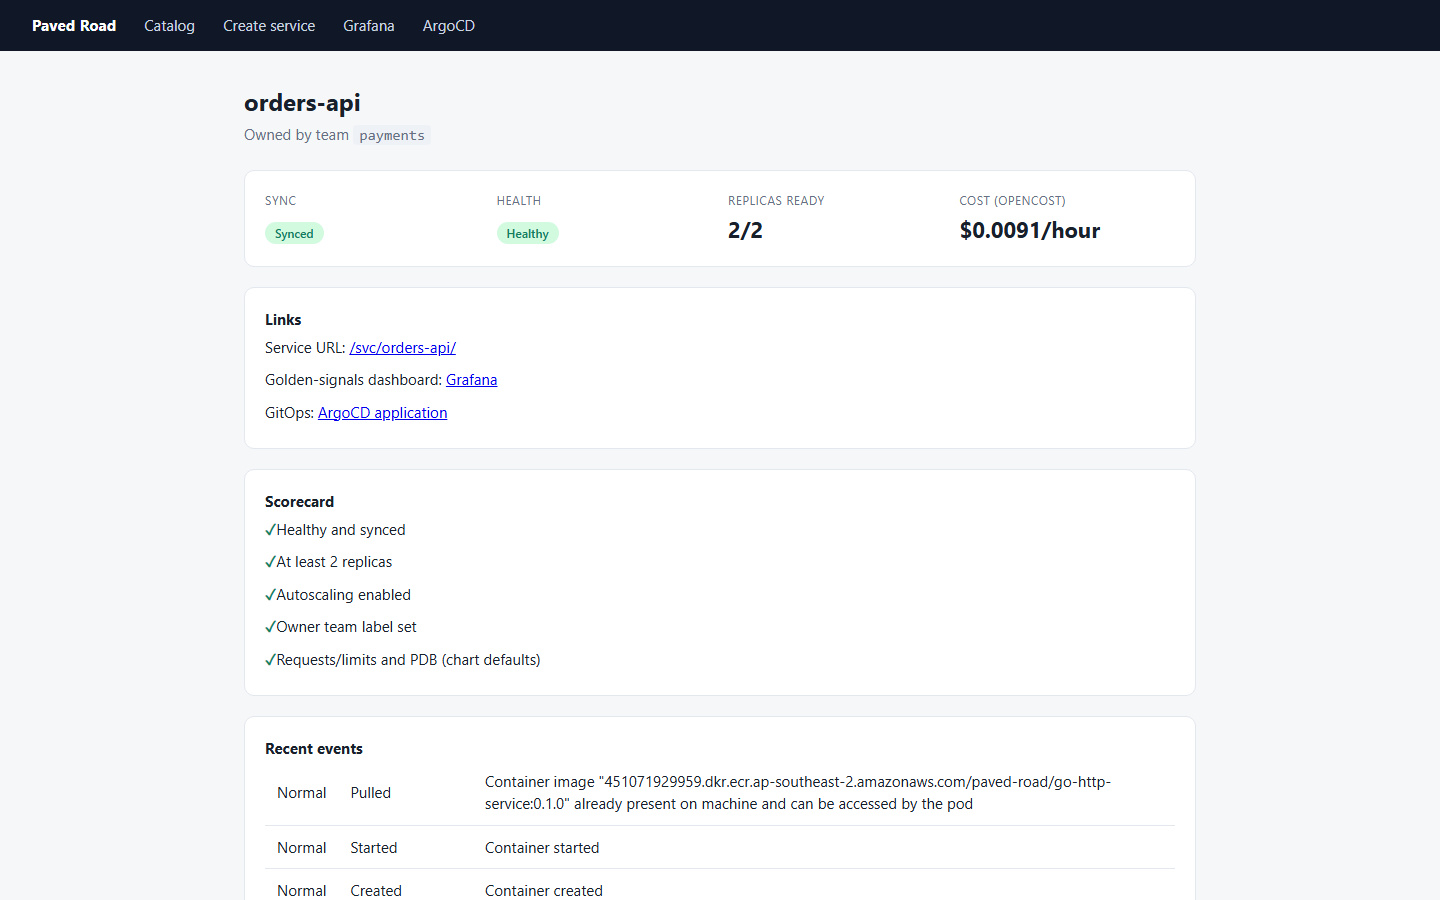 Paved Road Catalog Create service Grafana ArgoCD
orders-api
Owned by team payments
SYNC HEALTH REPLICAS READY COST (OPENCOST)
Synced Healthy 2/2 $0.0091/hour
Links
Service URL: /svc/orders-api/
Golden-signals dashboard: Grafana
GitOps: ArgoCD application
Scorecard
✓Healthy and synced
✓At least 2 replicas
✓Autoscaling enabled
✓Owner team label set
✓Requests/limits and PDB (chart defaults)
Recent events
Normal Pulled Container image "451071929959.dkr.ecr.ap-southeast-2.amazonaws.com/paved-road/go-http-
service:0.1.0" already present on machine and can be accessed by the pod
Normal Started Container started
Normal Created Container created